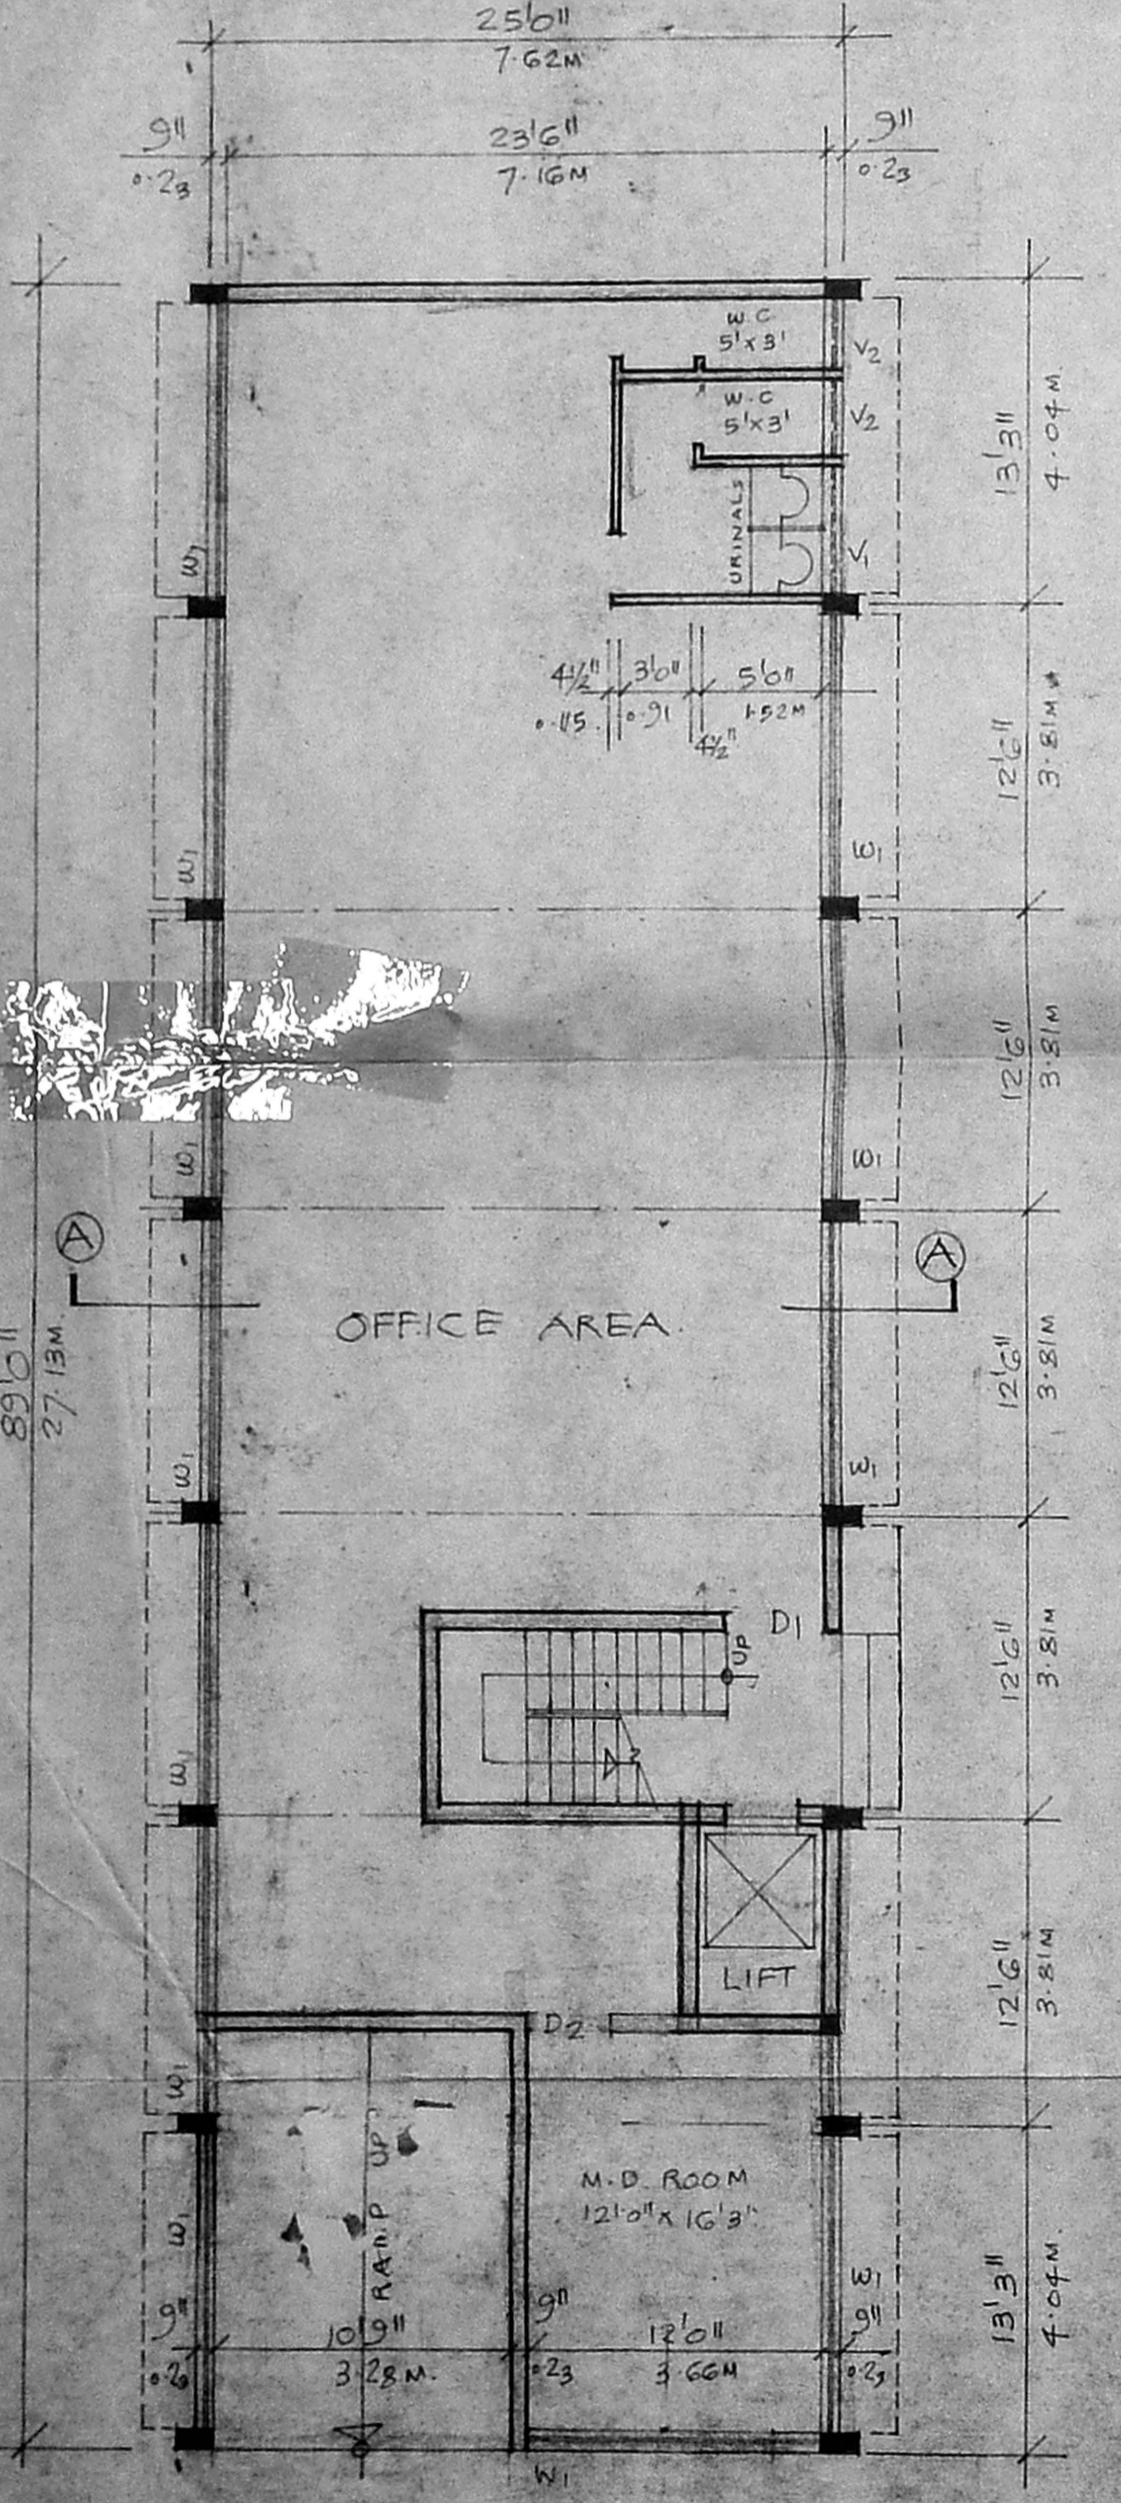 25'0"
7.62M
9"
0.23
23'6"
7.16M
9"
0.23
W.C
5'x3'
V2
W.C
5'x3'
V2
13'3"
4.04M.
URINALS
V1
W1
4½"
3'0"
5'0"
0.115.
0.91
1.52M
4½"
12'6"
3.81M
W1
W1
12'6"
3.81M
W1
W1
A
A
OFFICE AREA.
89'0"
27.13M.
12'6"
3.81M
W1
W1
D1
UP
12'6"
3.81M
W1
LIFT
12'6"
3.81M
D2
W1
RAMP UP
M.D. ROOM
12'0" x 16'3"
W1
W1
13'3"
4.04M.
9"
10'9"
9"
12'0"
9"
3.28M.
0.23
3.66M
0.23
W1